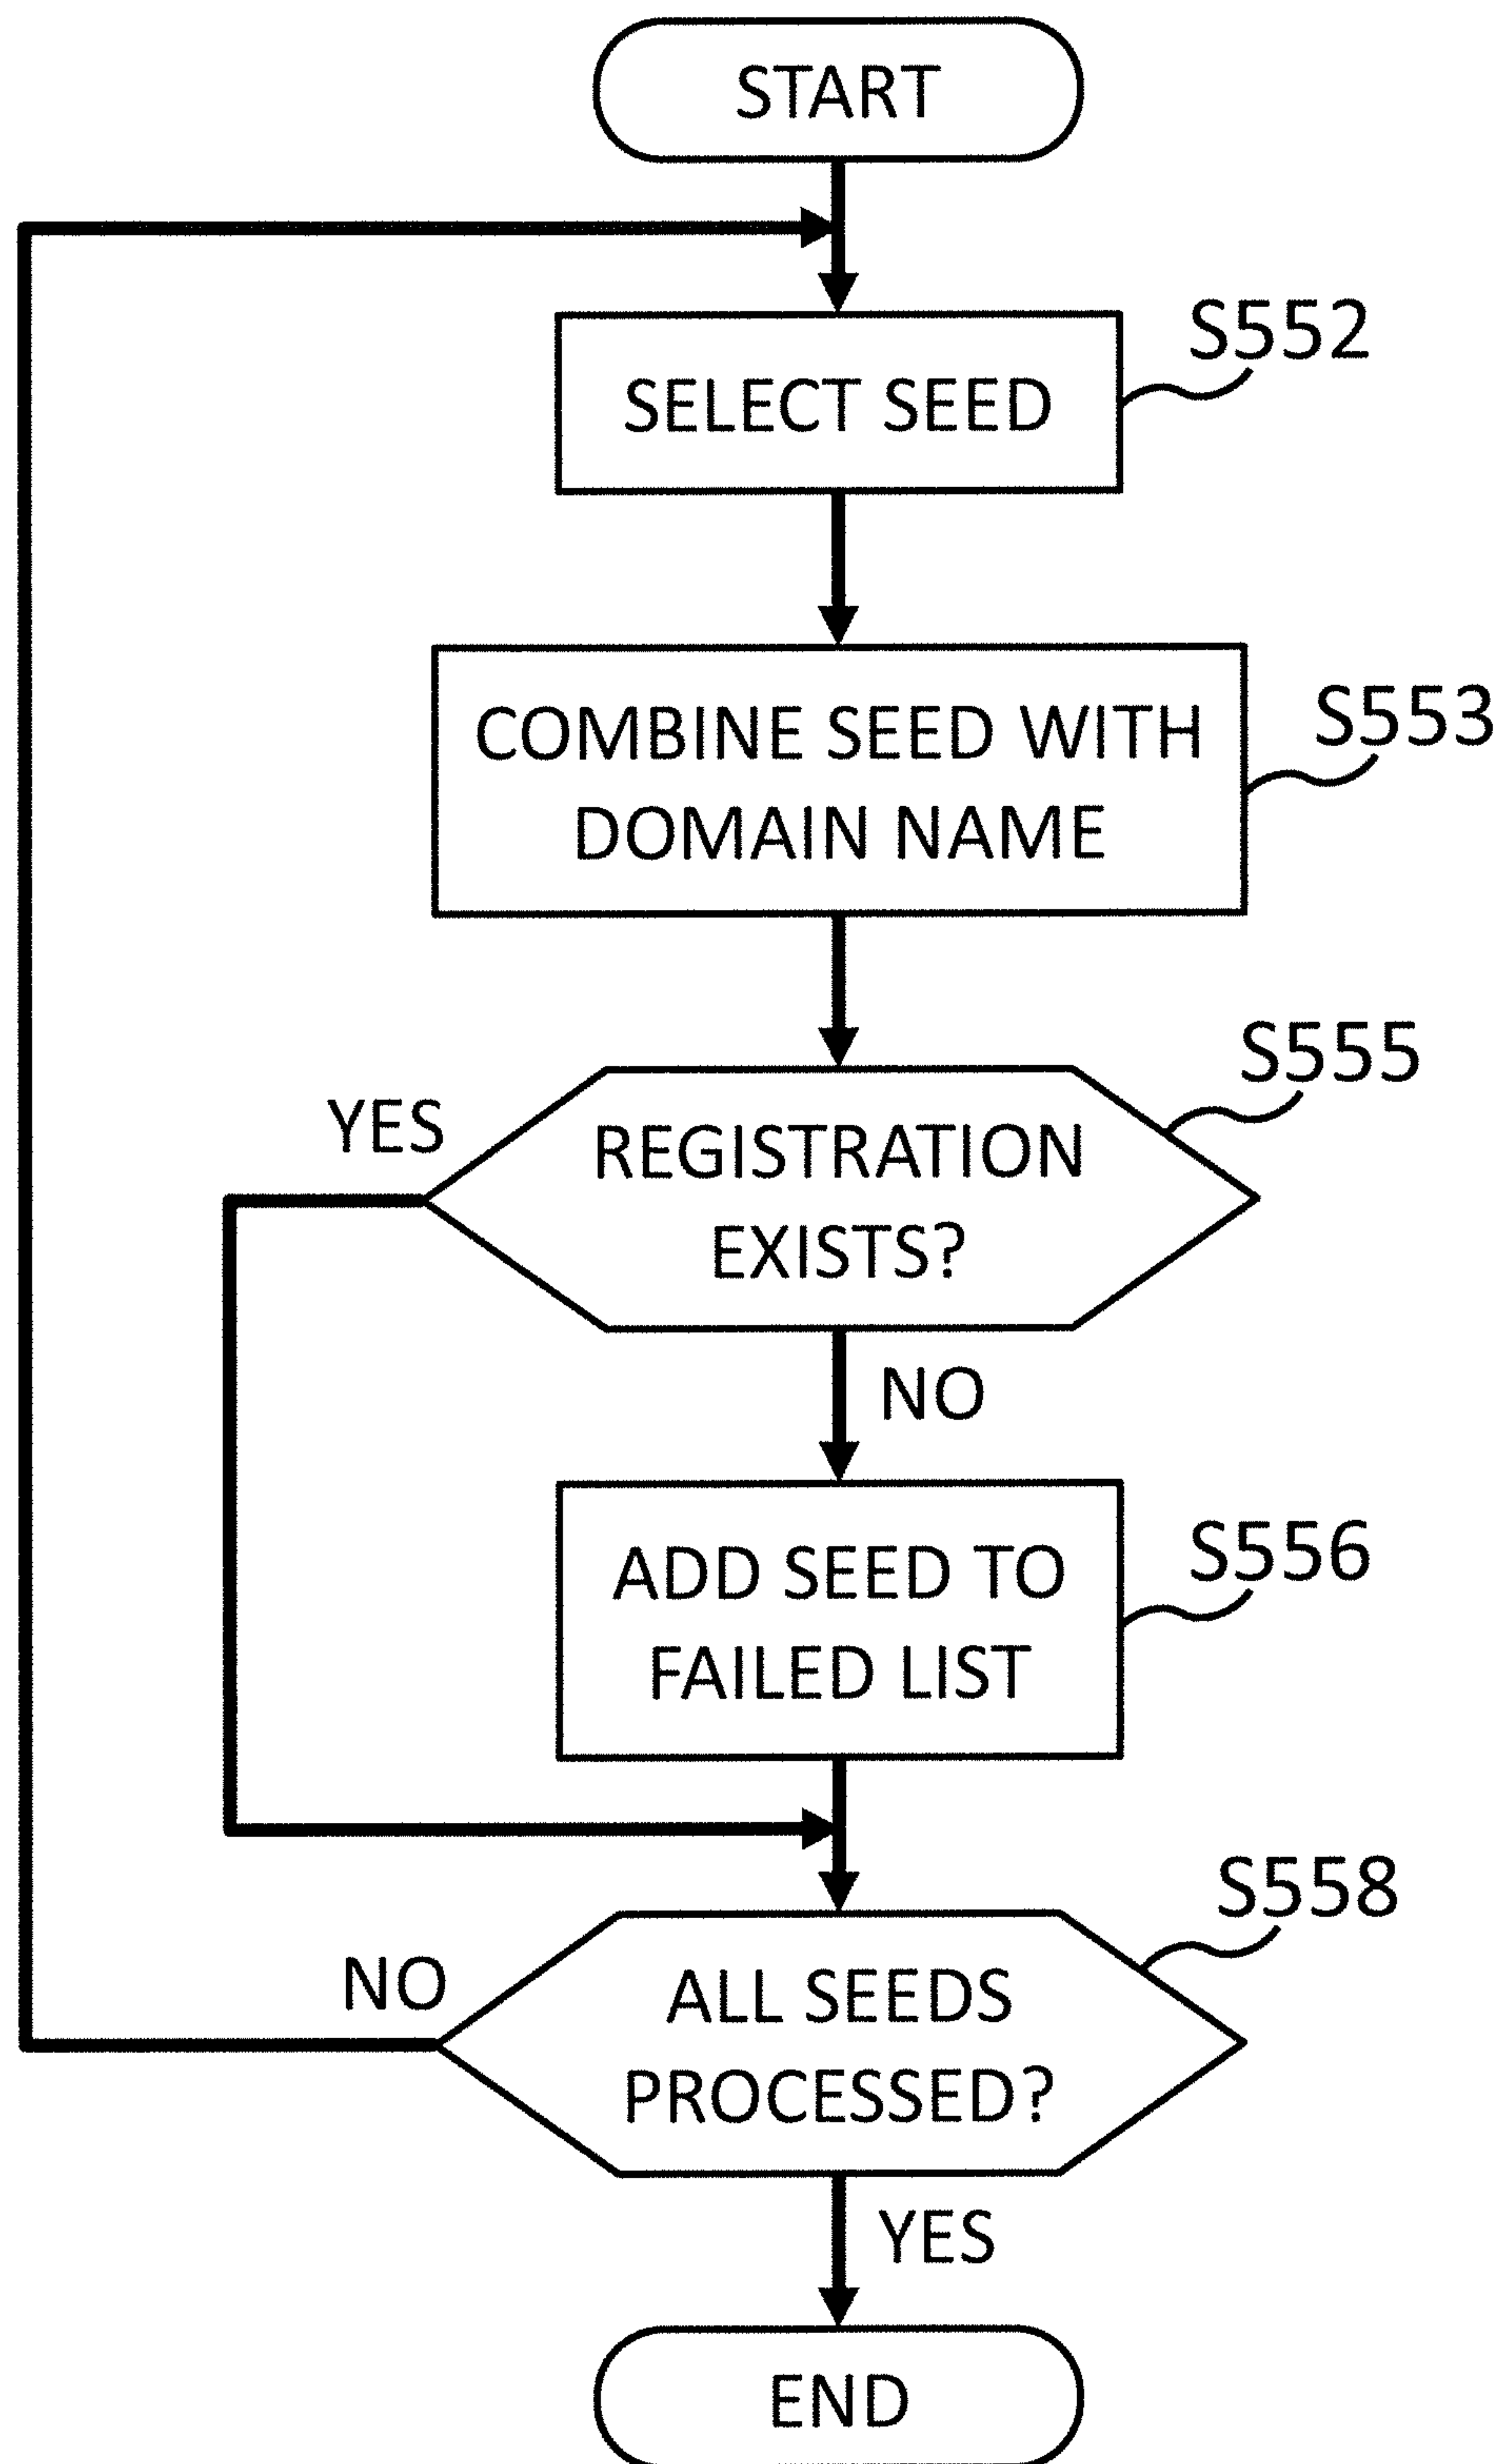 START
S552
SELECT SEED
S553
COMBINE SEED WITH
DOMAIN NAME
S555
YES
REGISTRATION
EXISTS?
NO
S556
ADD SEED TO
FAILED LIST
S558
NO
ALL SEEDS
PROCESSED?
YES
END